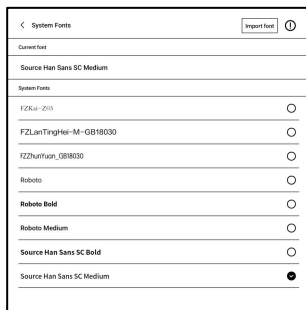 System Fonts
Import font
Current font
Source Han Sans SC Medium
System Fonts
FZKai-Z03
FZLanTingHei-M-GB18030
FZZhunYuan_GB18030
Roboto
Roboto Bold
Roboto Medium
Source Han Sans SC Bold
Source Han Sans SC Medium